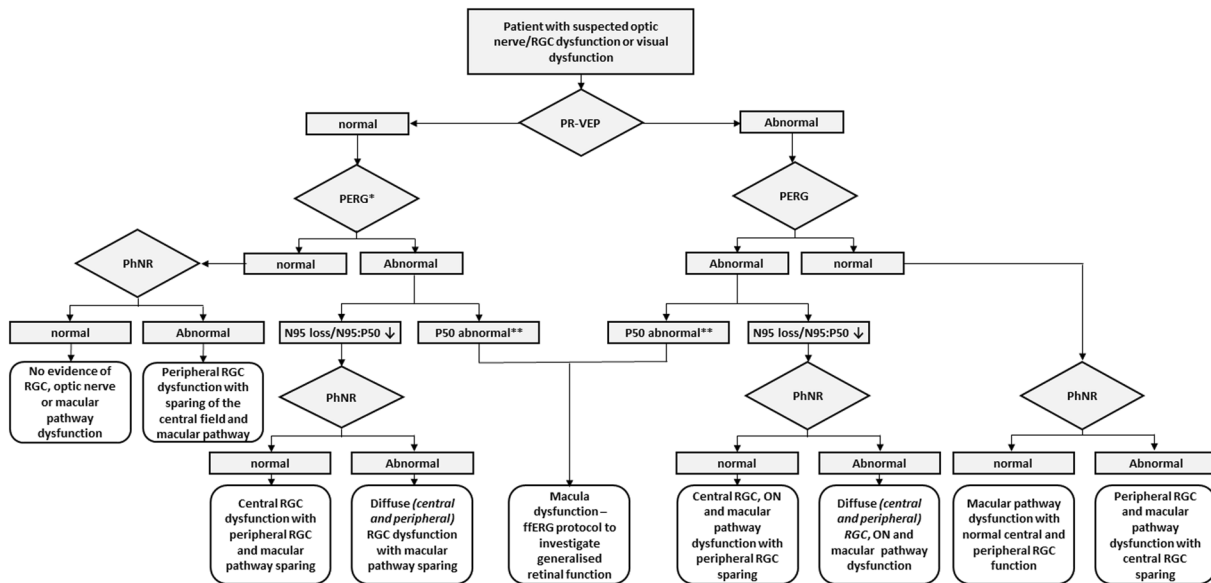 Patient with suspected optic
nerve/RGC dysfunction or visual
dysfunction
normal
PR-VEP
Abnormal
PERG*
PERG
PhNR
normal
Abnormal
Abnormal
normal
normal
Abnormal
N95 loss/N95:P50 ↓
P50 abnormal**
P50 abnormal**
N95 loss/N95:P50 ↓
No evidence of
RGC, optic nerve
or macular
pathway
dysfunction
Peripheral RGC
dysfunction with
sparing of the
central field and
macular pathway
PhNR
PhNR
PhNR
normal
Abnormal
normal
Abnormal
normal
Abnormal
Central RGC
dysfunction with
peripheral RGC
and macular
pathway sparing
Diffuse (central
and peripheral)
RGC dysfunction
with macular
pathway sparing
Macula
dysfunction –
ffERG protocol to
investigate
generalised
retinal function
Central RGC, ON
and macular
pathway
dysfunction with
peripheral RGC
sparing
Diffuse (central
and peripheral)
RGC, ON and
macular pathway
dysfunction
Macular pathway
dysfunction with
normal central and
peripheral RGC
function
Peripheral RGC
and macular
pathway
dysfunction with
central RGC
sparing